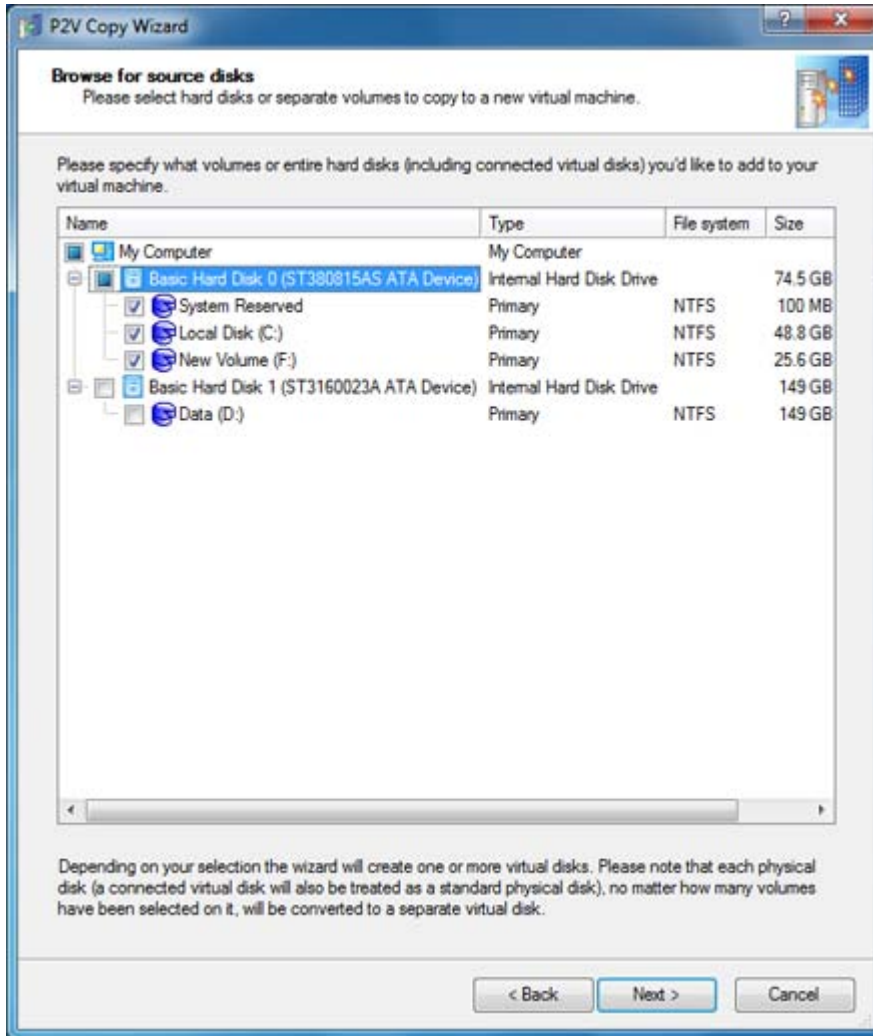 P2V Copy Wizard
Browse for source disks
Please select hard disks or separate volumes to copy to a new virtual machine.
Please specify what volumes or entire hard disks (including connected virtual disks) you'd like to add to your
virtual machine.
Name Type File system Size
My Computer My Computer
Basic Hard Disk 0 (ST380815AS ATA Device) Internal Hard Disk Drive 74.5 GB
System Reserved Primary NTFS 100 MB
Local Disk (C:) Primary NTFS 48.8 GB
New Volume (F:) Primary NTFS 25.6 GB
Basic Hard Disk 1 (ST3160023A ATA Device) Internal Hard Disk Drive 149 GB
Data (D:) Primary NTFS 149 GB
Depending on your selection the wizard will create one or more virtual disks. Please note that each physical
disk (a connected virtual disk will also be treated as a standard physical disk), no matter how many volumes
have been selected on it, will be converted to a separate virtual disk.
< Back Next > Cancel